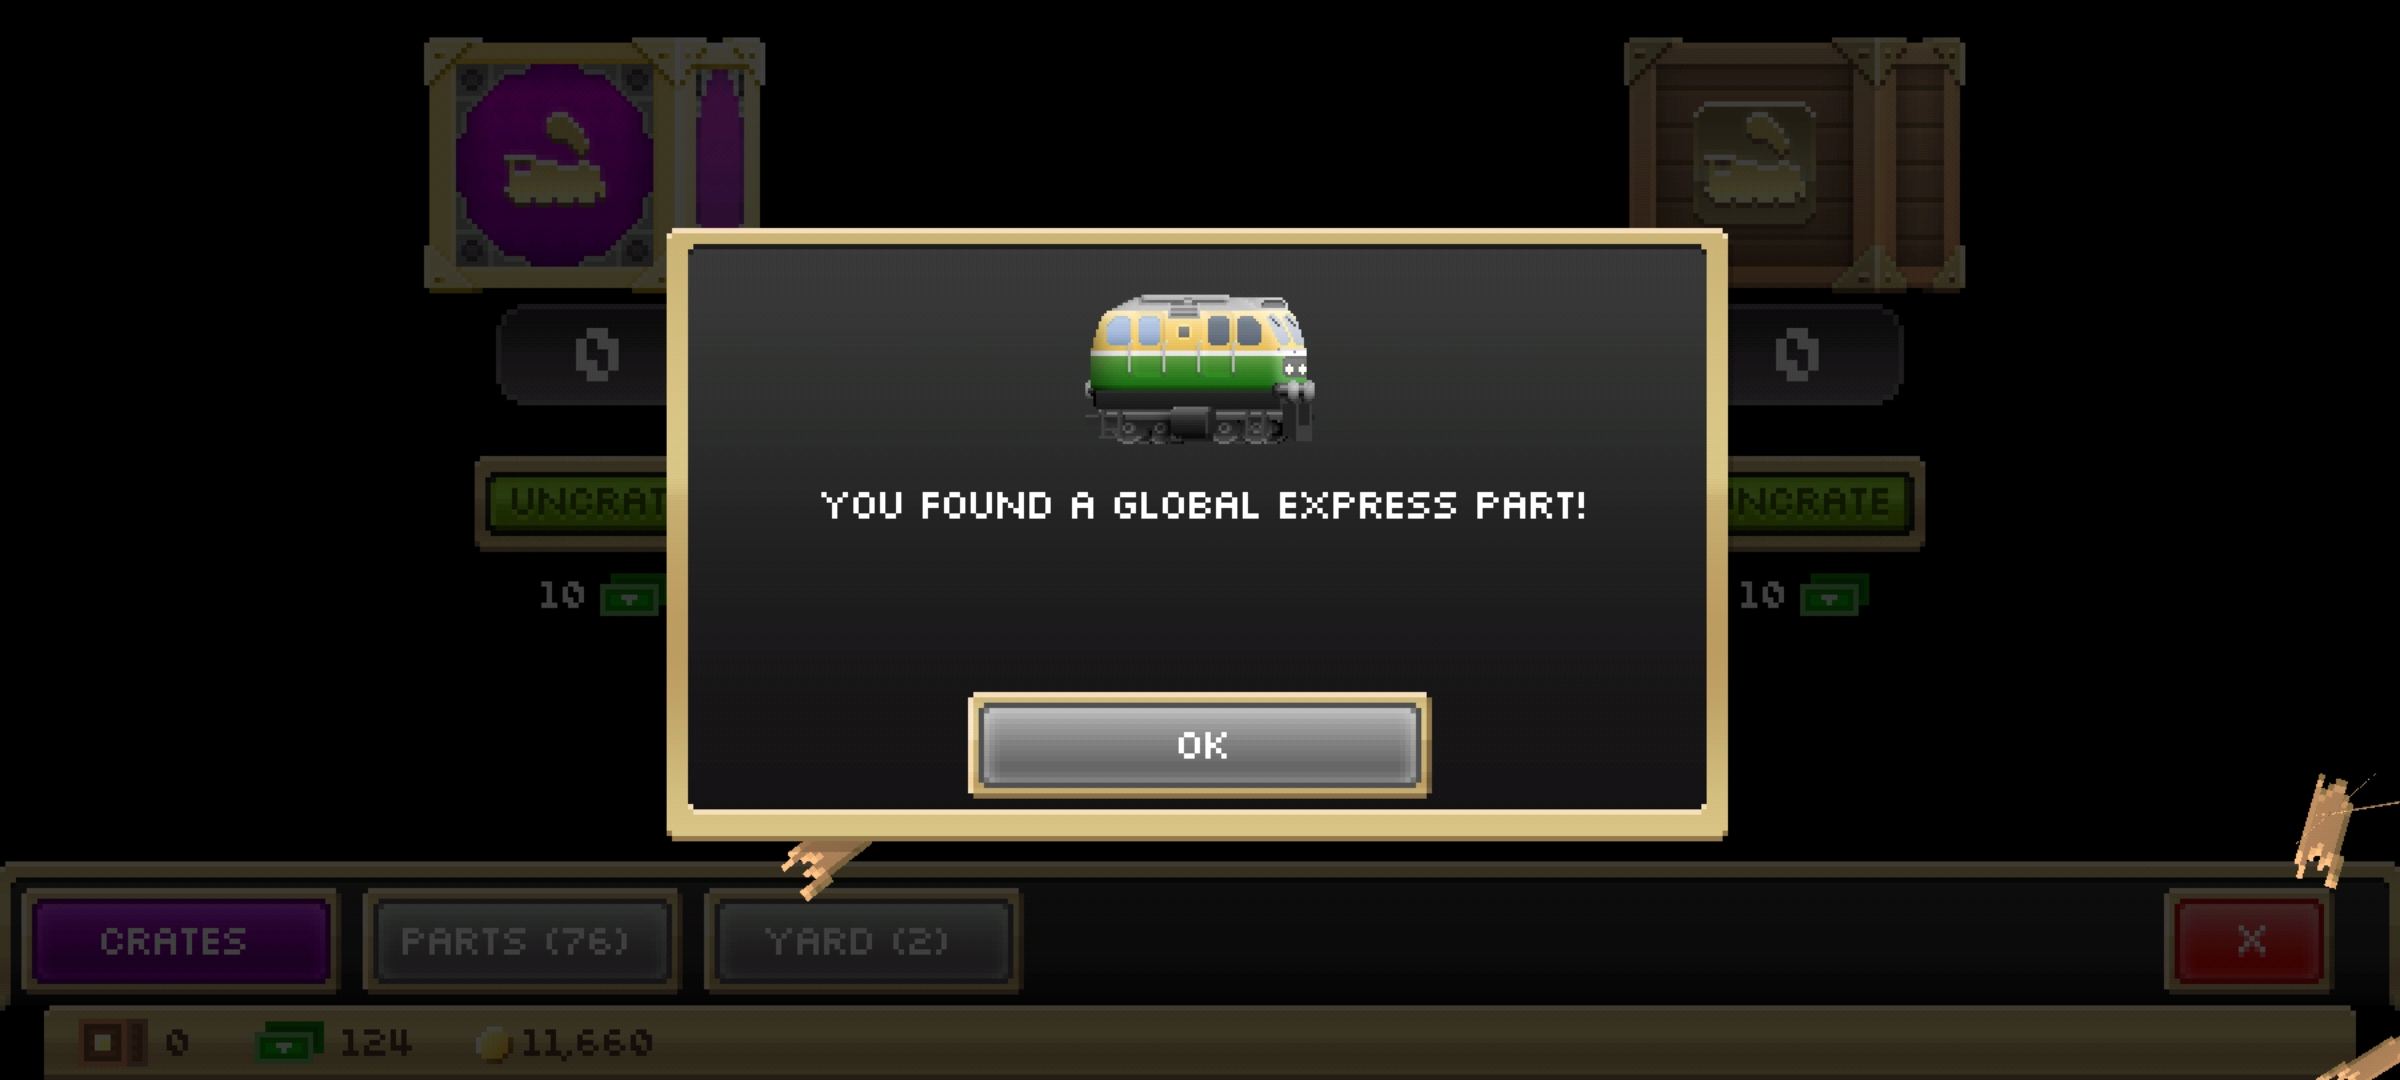 0
0
YOU FOUND A GLOBAL EXPRESS PART!
UNCRAT
NCRATE
10
10
OK
CRATES
PARTS (76)
YARD (2)
X
0
124
11,660